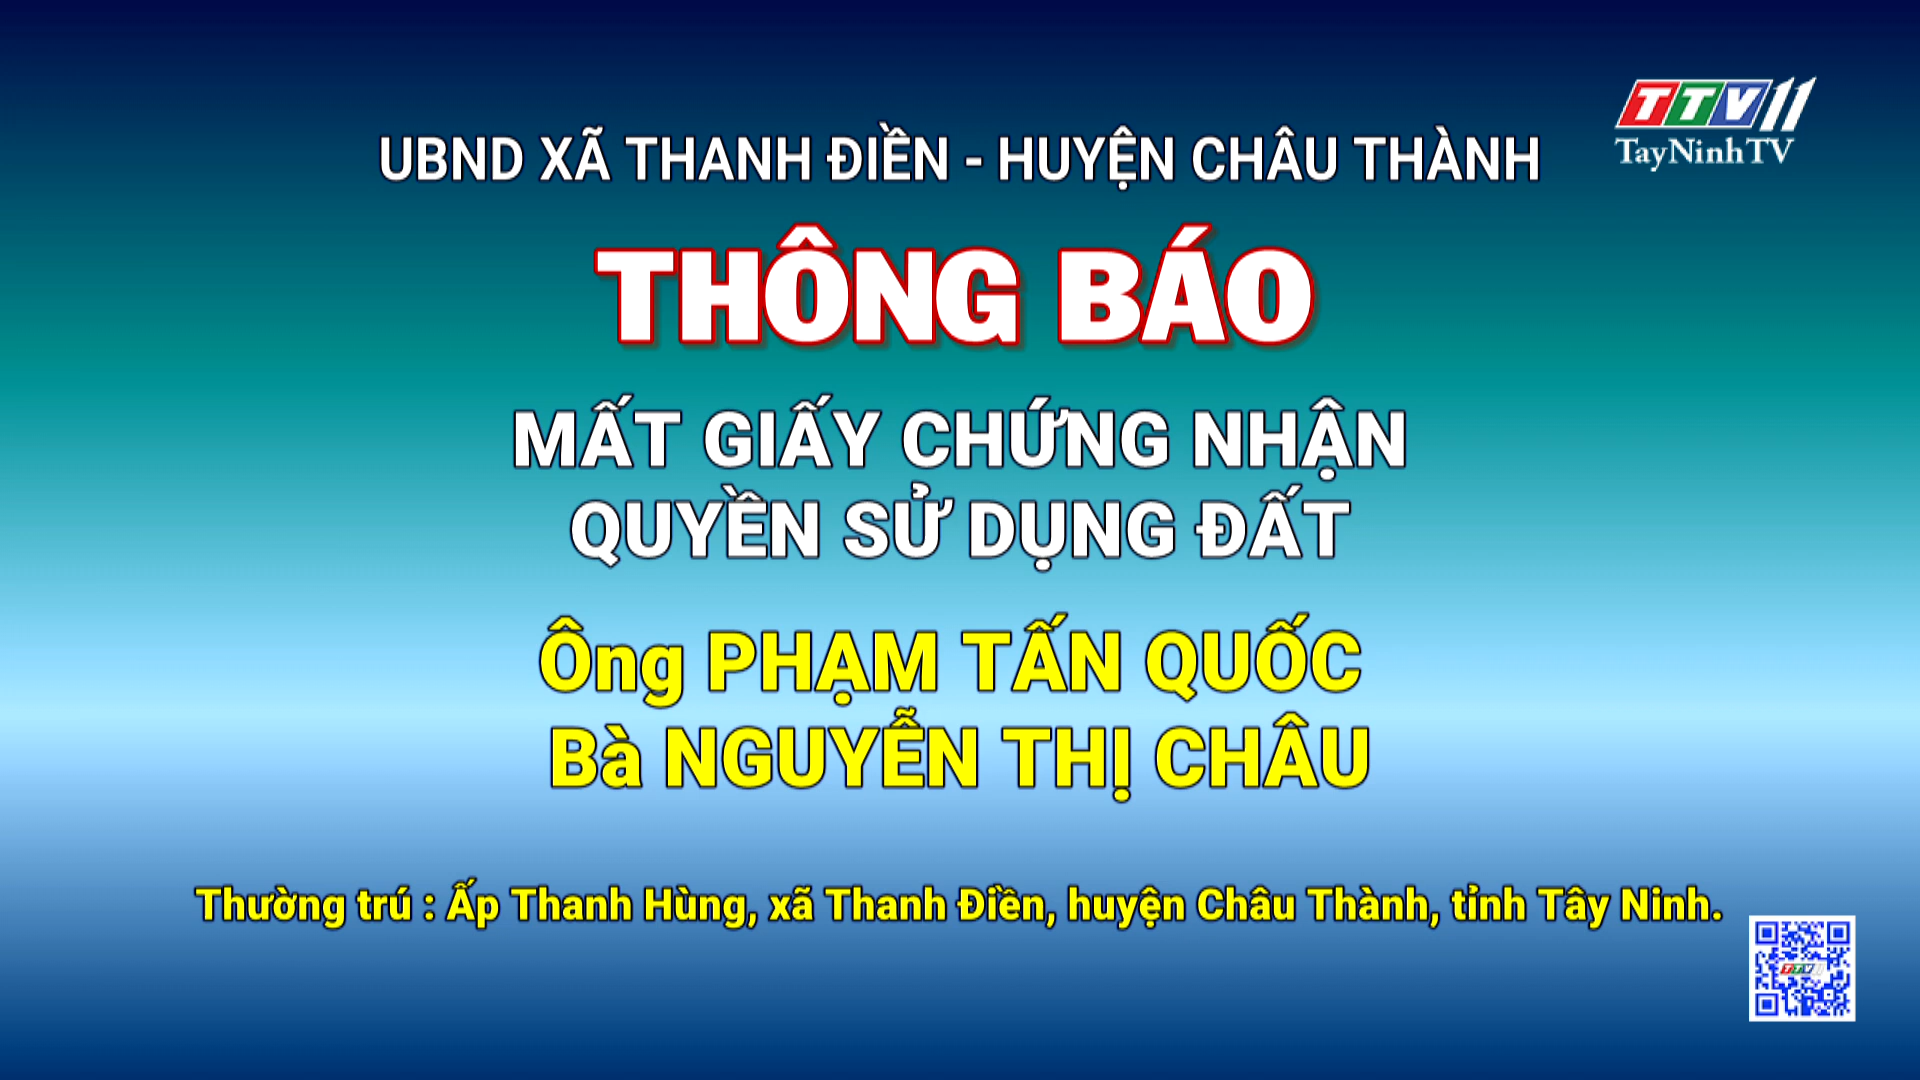 TTV11
TayNinhTV
UBND XÃ THANH ĐIỀN - HUYỆN CHÂU THÀNH
THÔNG BÁO
MẤT GIẤY CHỨNG NHẬN
QUYỀN SỬ DỤNG ĐẤT
Ông PHẠM TẤN QUỐC
Bà NGUYỄN THỊ CHÂU
Thường trú : Ấp Thanh Hùng, xã Thanh Điền, huyện Châu Thành, tỉnh Tây Ninh.
TTV11